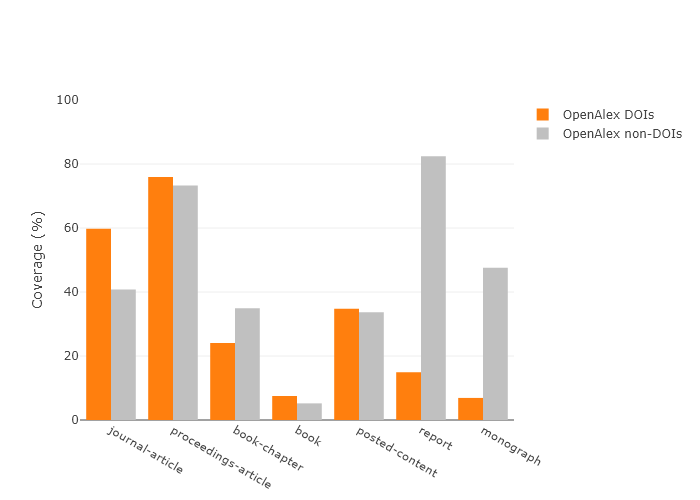 100
80
60
40
20
0
Coverage (%)
journal-article
proceedings-article
book-chapter
book
posted-content
report
monograph
OpenAlex DOIs
OpenAlex non-DOIs